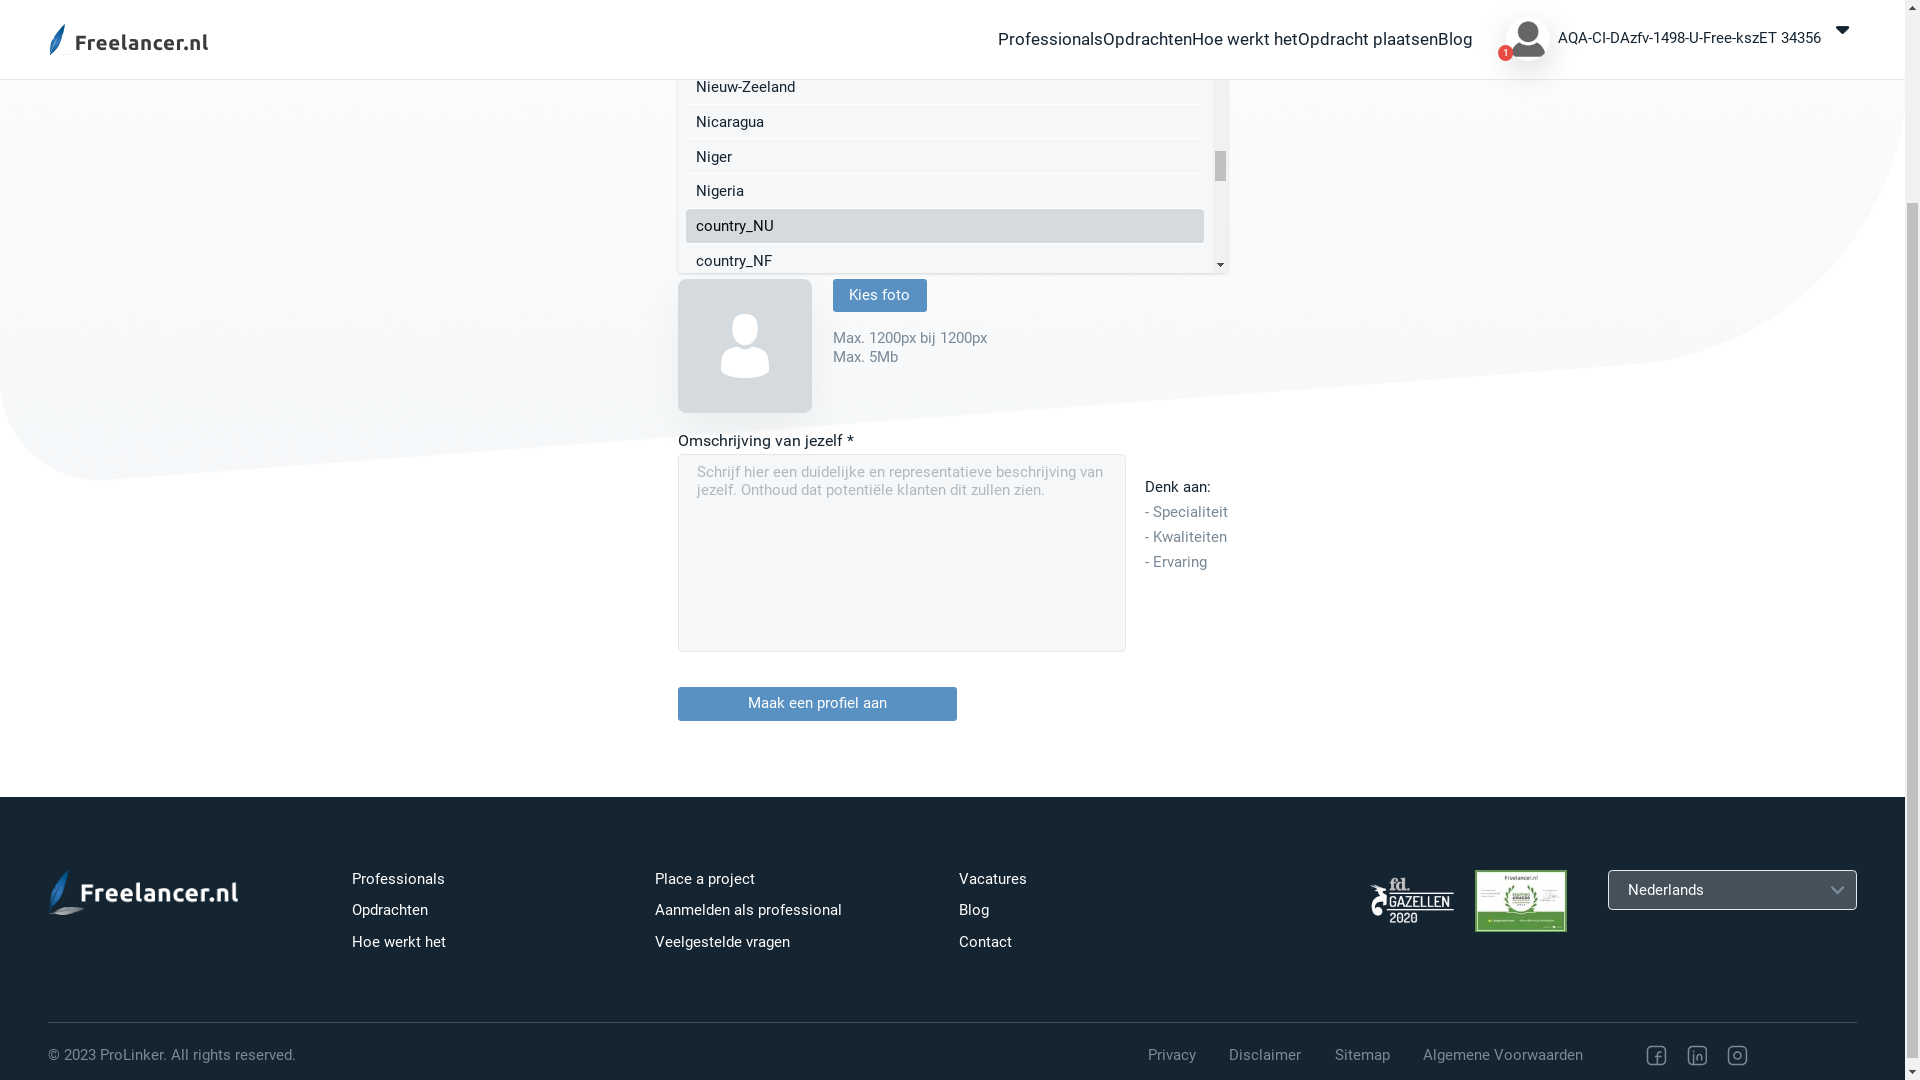 Freelancer.nl
Professionals Opdrachten Hoe werkt het Opdracht plaatsen Blog
1
AQA-CI-DAzfv-1498-U-Free-kszET 34356
Nieuw-Zeeland
Nicaragua
Niger
Nigeria
country_NU
country_NF
Kies foto
Max. 1200px bij 1200px
Max. 5Mb
Omschrijving van jezelf *
Schrijf hier een duidelijke en representatieve beschrijving van
jezelf. Onthoud dat potentiële klanten dit zullen zien.
Denk aan:
- Specialiteit
- Kwaliteiten
- Ervaring
Maak een profiel aan
Freelancer.nl
Professionals
Opdrachten
Hoe werkt het
Place a project
Aanmelden als professional
Veelgestelde vragen
Vacatures
Blog
Contact
fd.
GAZELLEN
2020
Freelancer.nl
Nederlands
© 2023 ProLinker. All rights reserved.
Privacy
Disclaimer
Sitemap
Algemene Voorwaarden